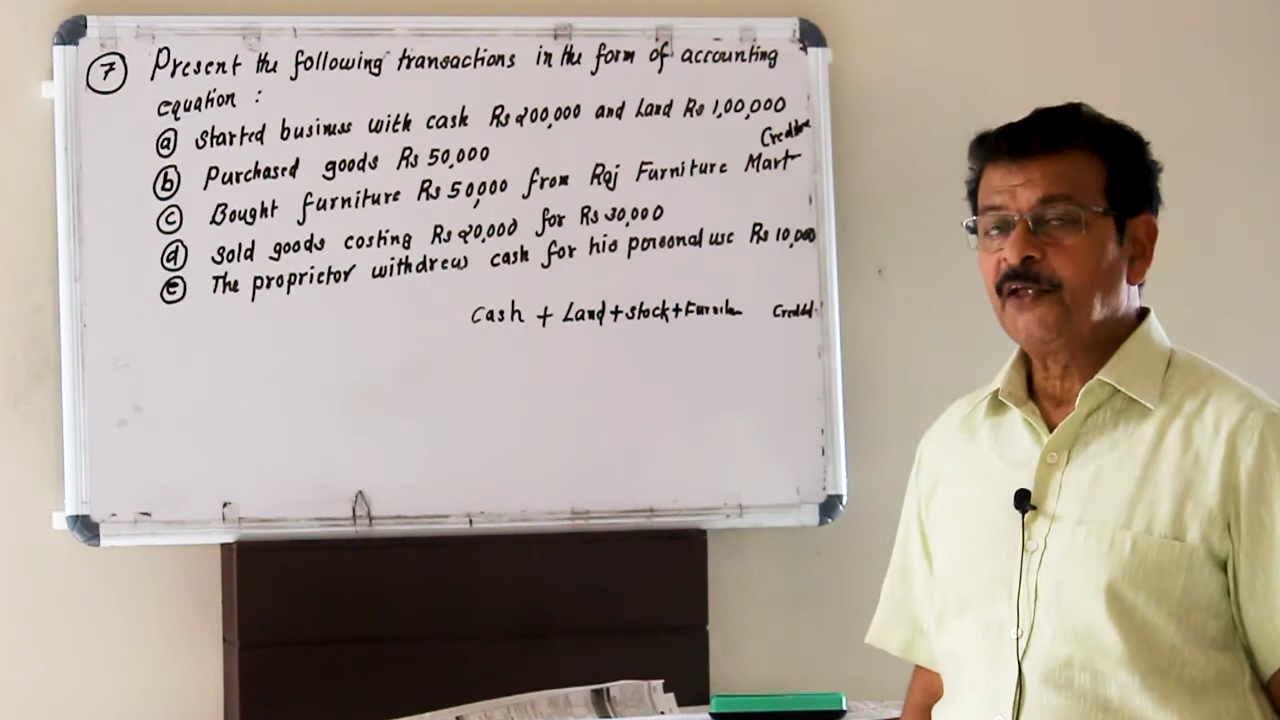 7 Present the following transactions in the form of accounting
equation :
a Started business with cash Rs 200,000 and Land Rs 1,00,000
b Purchased goods Rs 50,000
c Bought furniture Rs 50,000 from Raj Furniture Mart
d Sold goods costing Rs 20,000 for Rs 30,000
e The proprietor withdrew cash for his personal use Rs 10,000
Cash + Land + Stock +